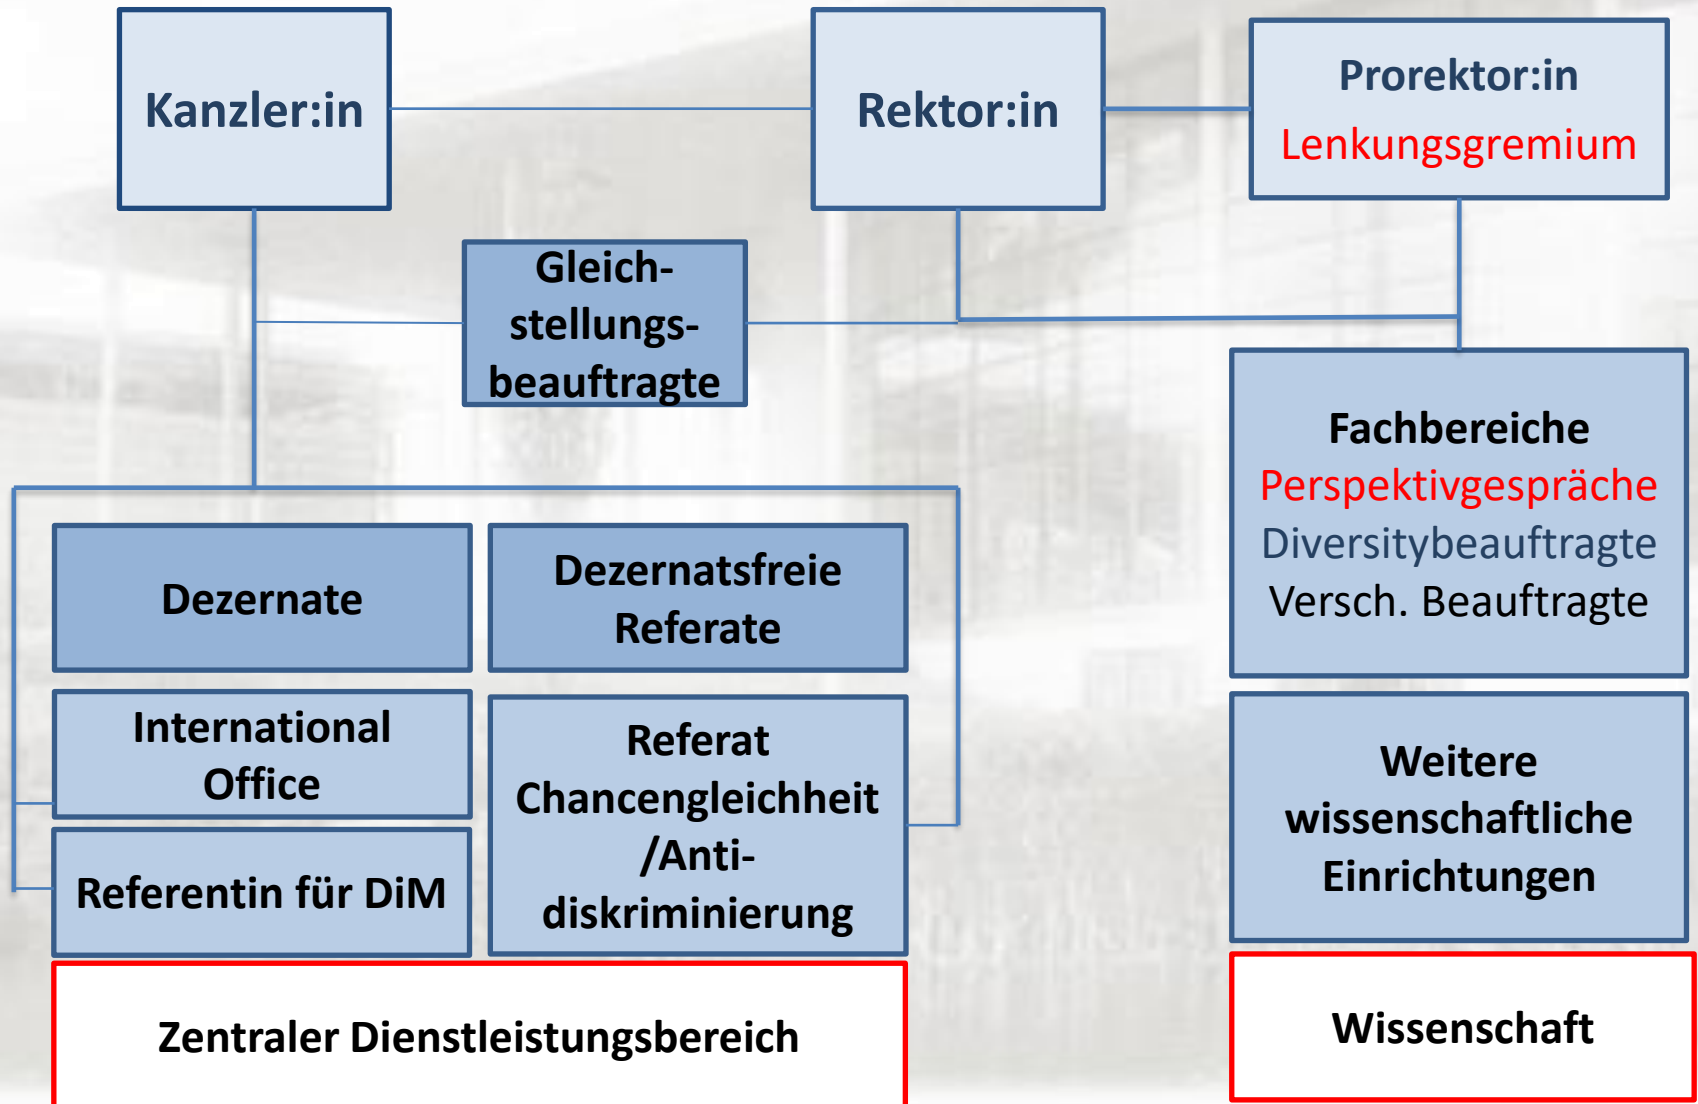 Kanzler:in
Rektor:in
Prorektor:in
Lenkungsgremium
Gleich-
stellungs-
beauftragte
Fachbereiche
Perspektivgespräche
Diversitybeauftragte
Versch. Beauftragte
Dezernate
Dezernatsfreie
Referate
International
Office
Referentin für DiM
Referat
Chancengleichheit
/Anti-
diskriminierung
Weitere
wissenschaftliche
Einrichtungen
Zentraler Dienstleistungsbereich
Wissenschaft